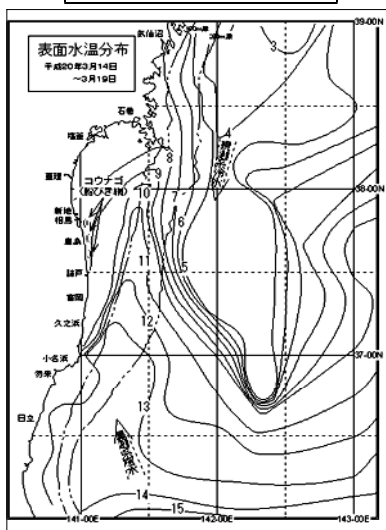 表面水温分布
平成20年3月14日
～3月19日
気仙沼
39-00N
3
石巻
塩釜
4
8
亘理
コウナゴ
(船びき網)
9
38-00N
新地
10
7
相馬
6
鹿島
11
5
請戸
富岡
12
久之浜
小名浜
37-00N
勿来
13
日立
14
15
141-00E
142-00E
143-00E